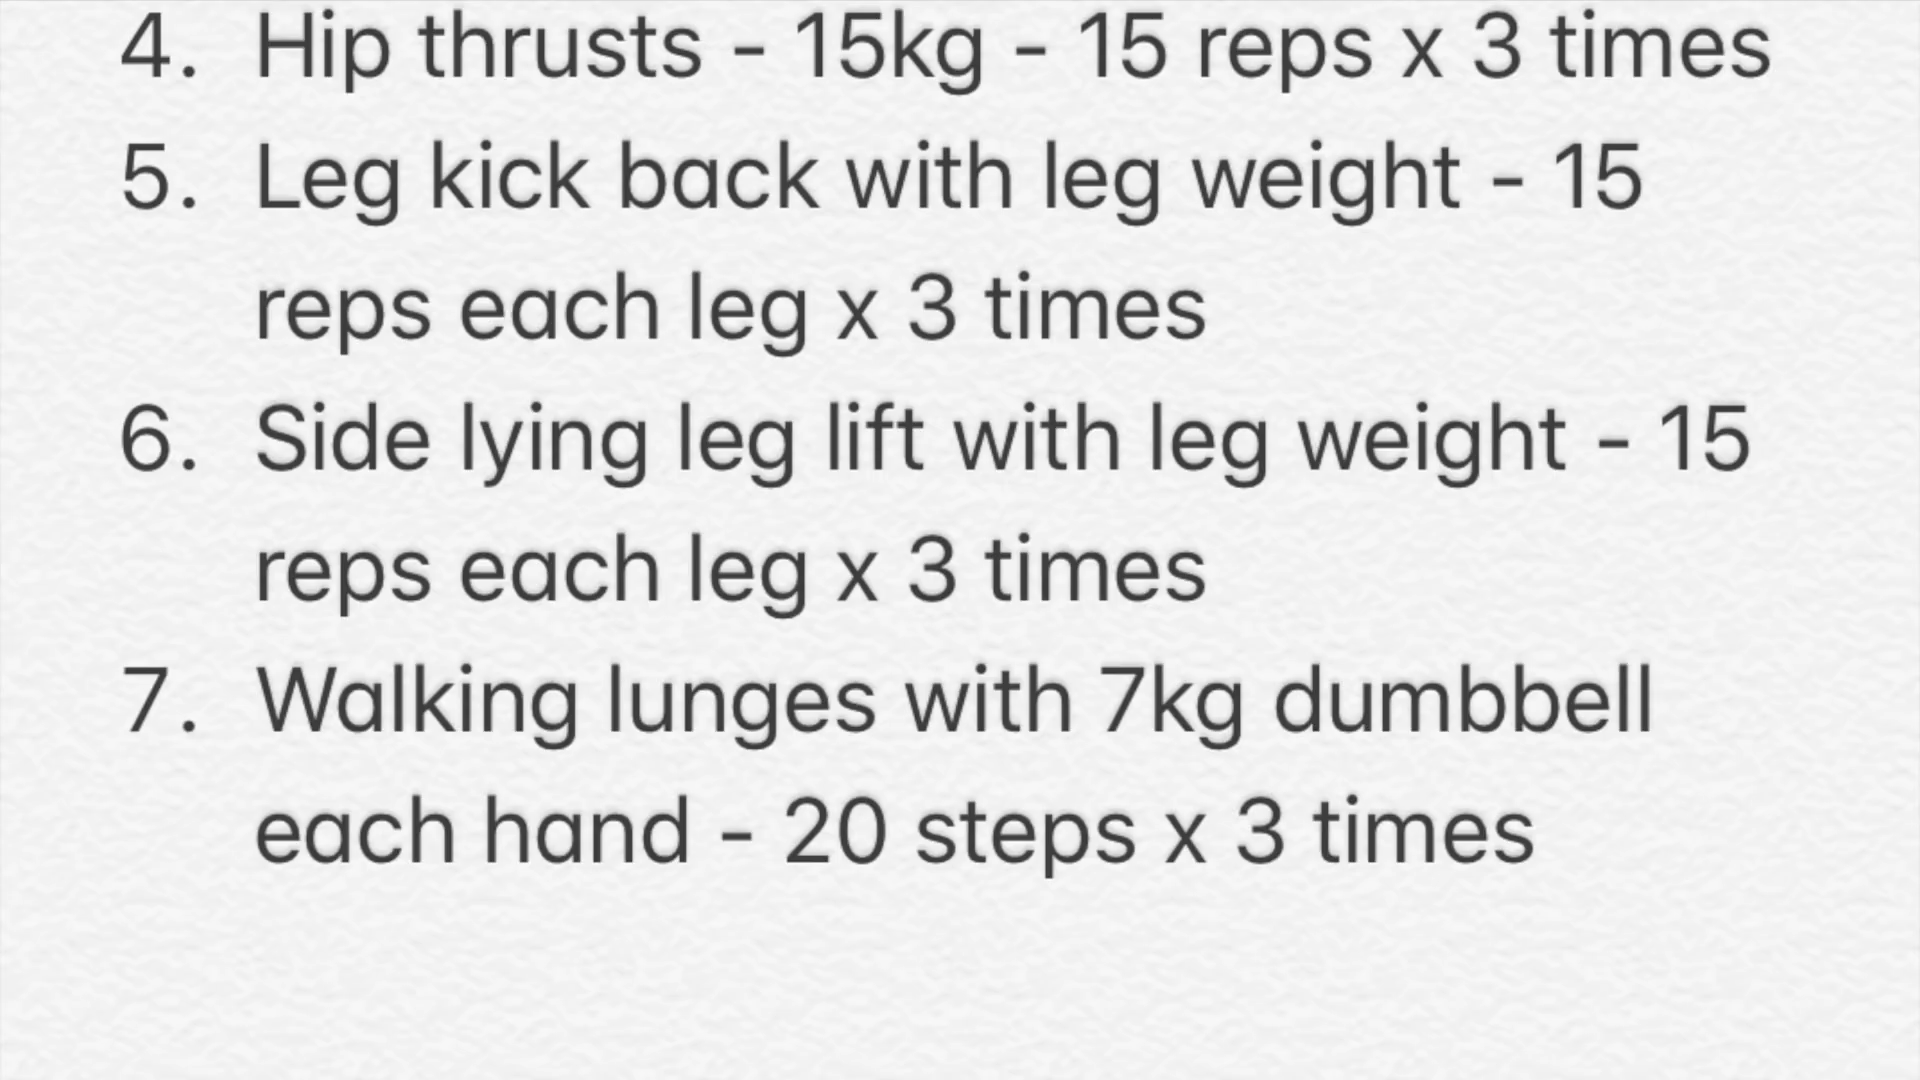 4. Hip thrusts - 15kg - 15 reps x 3 times
5. Leg kick back with leg weight - 15
reps each leg x 3 times
6. Side lying leg lift with leg weight - 15
reps each leg x 3 times
7. Walking lunges with 7kg dumbbell
each hand - 20 steps x 3 times